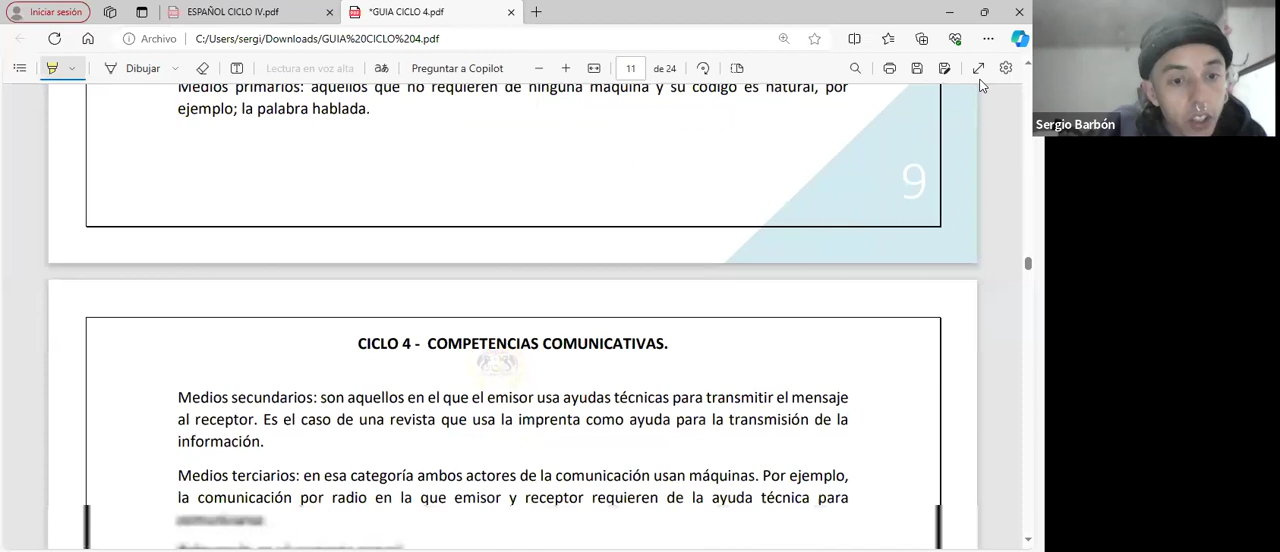 Iniciar sesión
ESPAÑOL CICLO IV.pdf
*GUIA CICLO 4.pdf
Archivo
C:/Users/sergi/Downloads/GUIA%20CICLO%204.pdf
Dibujar
Lectura en voz alta
aあ
Preguntar a Copilot
11
de 24
Sergio Barbón
Medios primarios: aquellos que no requieren de ninguna máquina y su código es natural, por
ejemplo; la palabra hablada.
9
CICLO 4 - COMPETENCIAS COMUNICATIVAS.
Medios secundarios: son aquellos en el que el emisor usa ayudas técnicas para transmitir el mensaje
al receptor. Es el caso de una revista que usa la imprenta como ayuda para la transmisión de la
información.
Medios terciarios: en esa categoría ambos actores de la comunicación usan máquinas. Por ejemplo,
la comunicación por radio en la que emisor y receptor requieren de la ayuda técnica para